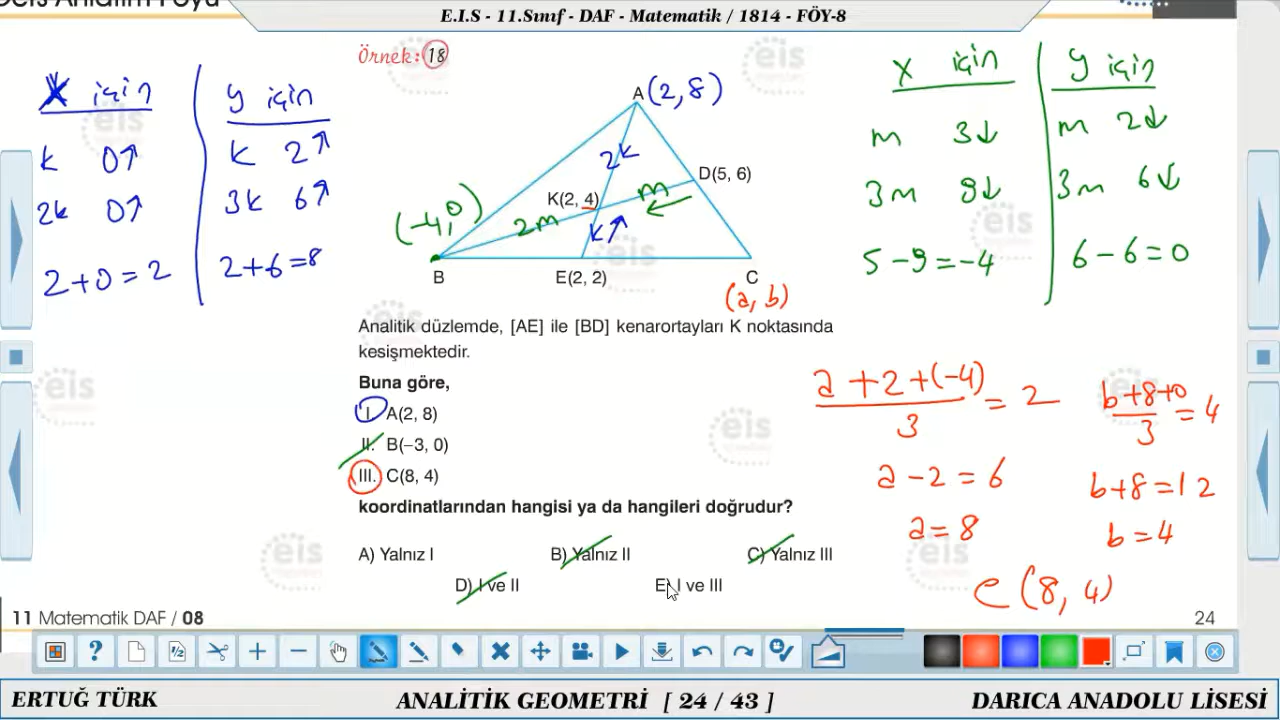 E.I.S - 11.Sınıf - DAF - Matematik / 1814 - FÖY-8
Örnek: 18
x için
k 0↑
2k 0↑
2+0=2
y için
k 2↑
3k 6↑
2+6=8
A(2, 8)
2k
D(5, 6)
K(2, 4)
m
(-4, 0)
2m
k↑
B
E(2, 2)
C
(a, b)
x için
m 3↓
3m 9↓
5-9=-4
y için
m 2↓
3m 6↓
6-6=0
Analitik düzlemde, [AE] ile [BD] kenarortayları K noktasında
kesişmektedir.
Buna göre,
I. A(2, 8)
II. B(−3, 0)
III. C(8, 4)
koordinatlarından hangisi ya da hangileri doğrudur?
A) Yalnız I B) Yalnız II C) Yalnız III
D) I ve II E) I ve III
a+2+(-4)
3
= 2
a-2=6
a=8
b+8+0
3
= 4
b+8=12
b=4
C(8, 4)
11 Matematik DAF / 08
24
ERTUĞ TÜRK ANALİTİK GEOMETRİ [ 24 / 43 ] DARICA ANADOLU LİSESİ